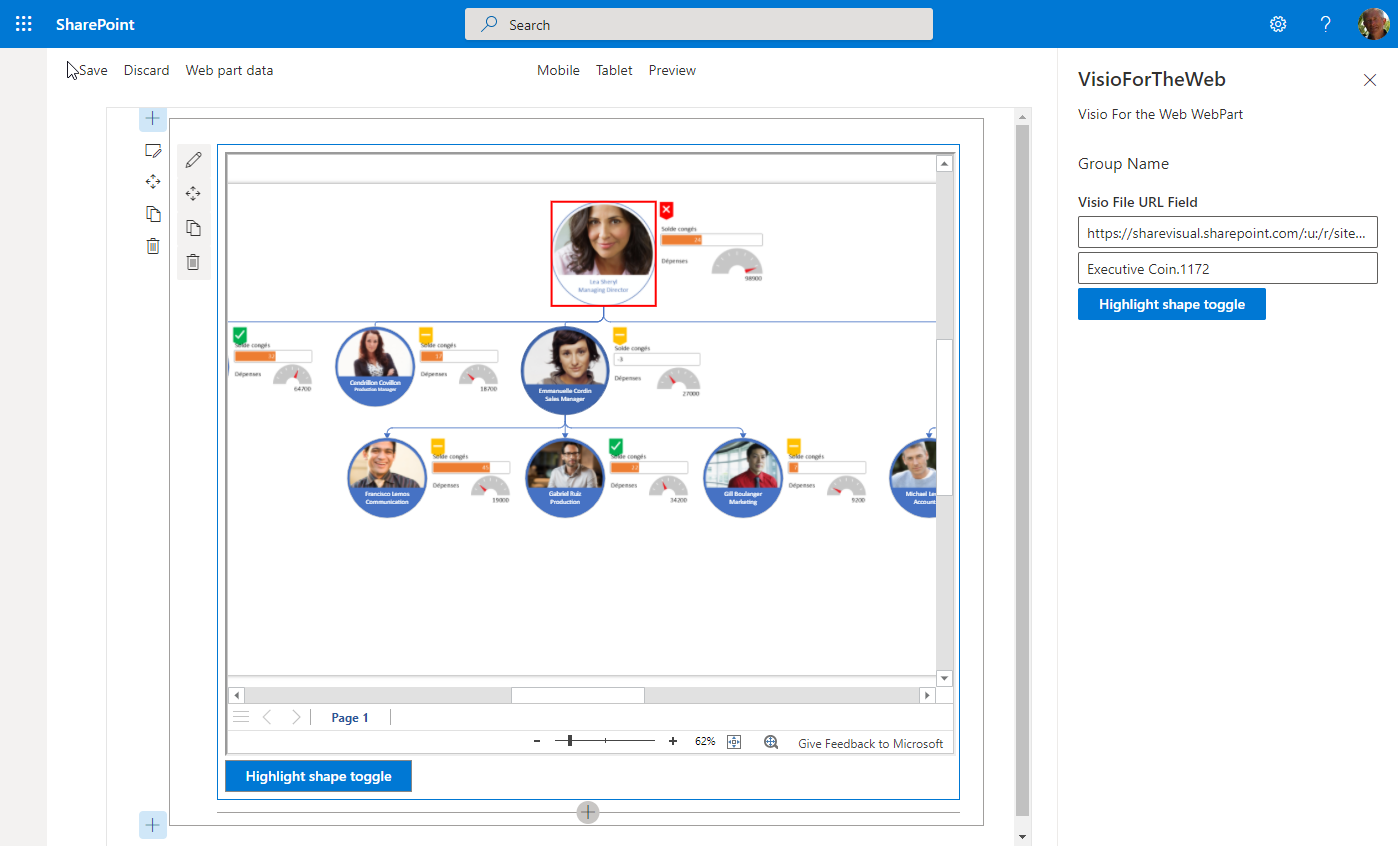 SharePoint
Search
?
Save Discard Web part data
Mobile Tablet Preview
VisioForTheWeb
Visio For the Web WebPart
Group Name
Visio File URL Field
https://sharevisual.sharepoint.com/:u:/r/site...
Executive Coin.1172
Highlight shape toggle
Solde congés
24
Dépenses
98900
Lea Sheryl
Managing Director
Solde congés
32
Dépenses
64700
Cendrillon Covillon
Production Manager
Solde congés
17
Dépenses
18700
Emmanuelle Cordin
Sales Manager
Solde congés
-3
Dépenses
27000
Francisco Lemos
Communication
Solde congés
45
Dépenses
19000
Gabriel Ruiz
Production
Solde congés
22
Dépenses
34200
Gill Boulanger
Marketing
Solde congés
7
Dépenses
9200
Michael
Account
Page 1
62%
Give Feedback to Microsoft
Highlight shape toggle